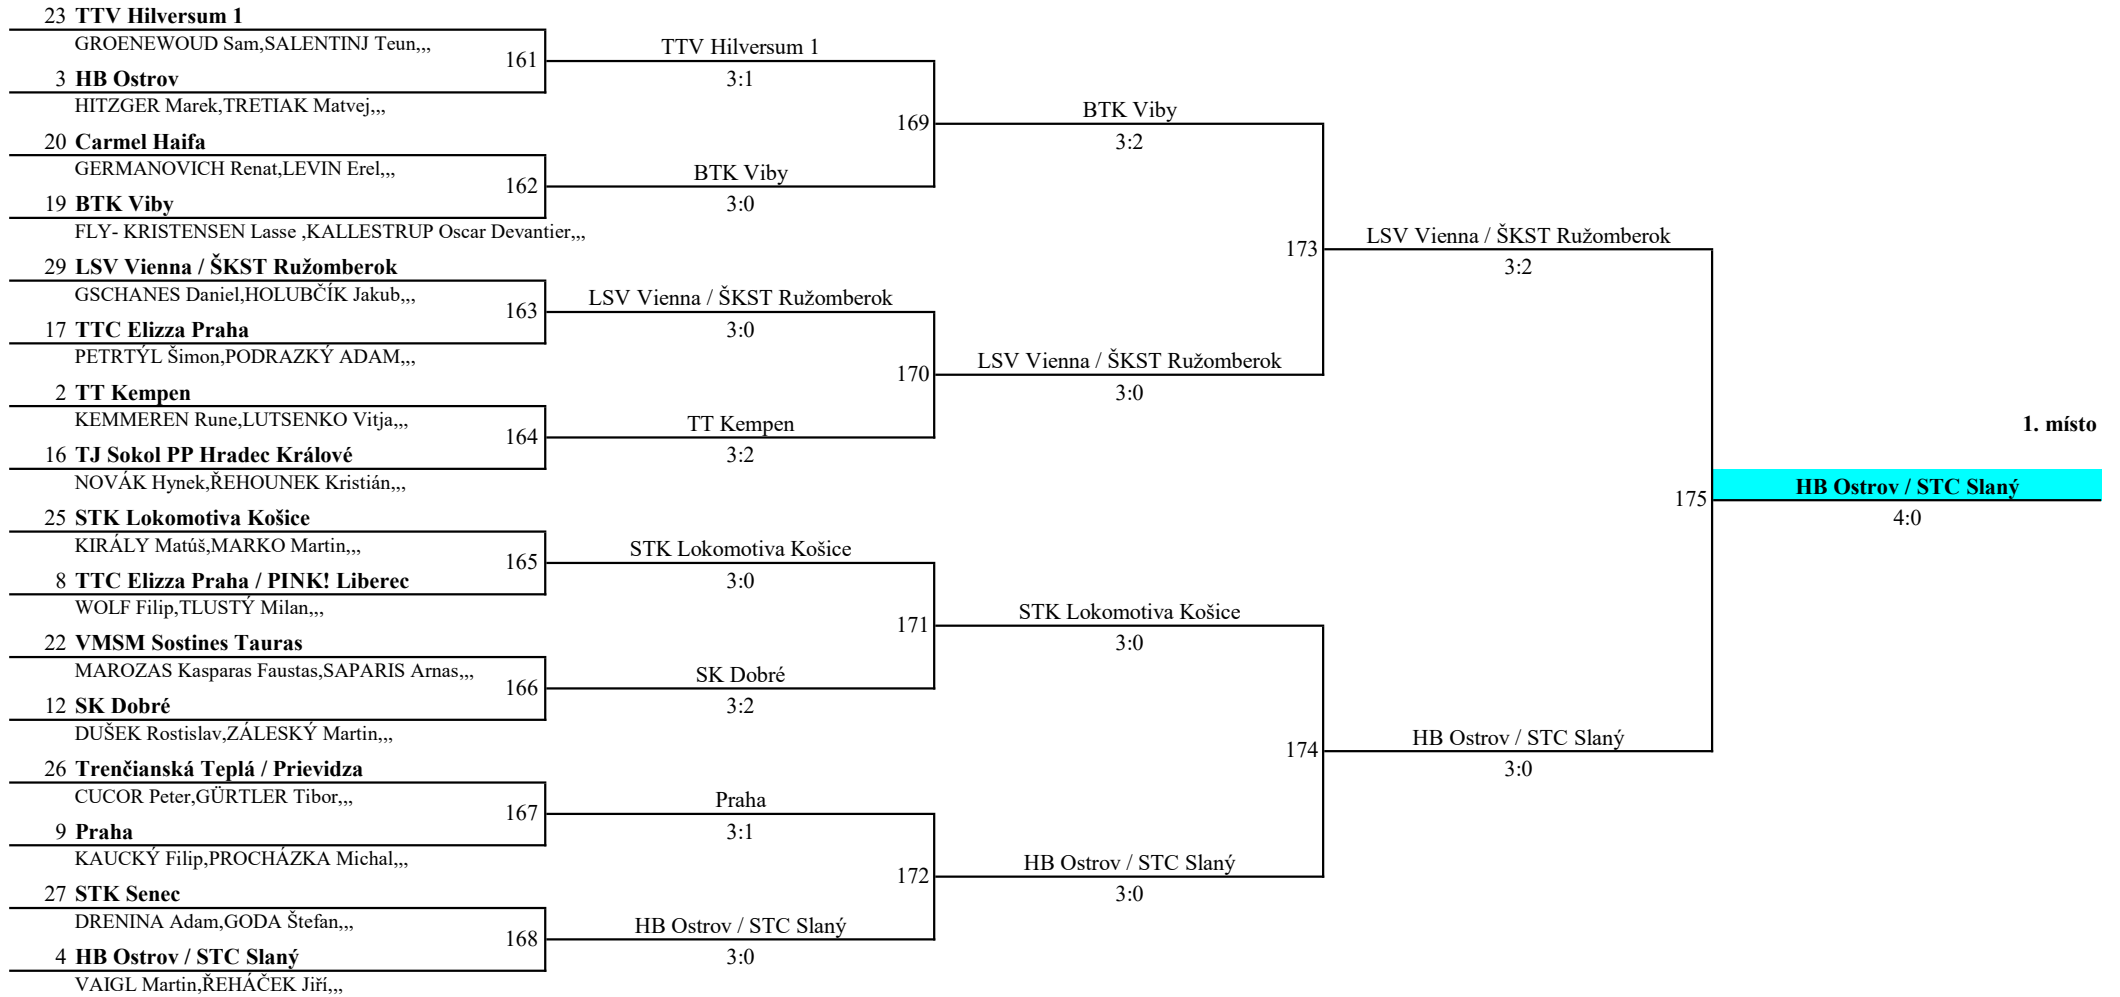 23 TTV Hilversum 1
GROENEWOUD Sam,SALENTINJ Teun,,,
161
3 HB Ostrov
HITZGER Marek,TRETIAK Matvej,,,
20 Carmel Haifa
GERMANOVICH Renat,LEVIN Erel,,,
162
19 BTK Viby
FLY- KRISTENSEN Lasse ,KALLESTRUP Oscar Devantier,,,
29 LSV Vienna / ŠKST Ružomberok
GSCHANES Daniel,HOLUBČÍK Jakub,,,
163
17 TTC Elizza Praha
PETRTÝL Šimon,PODRAZKÝ ADAM,,,
2 TT Kempen
KEMMEREN Rune,LUTSENKO Vitja,,,
164
16 TJ Sokol PP Hradec Králové
NOVÁK Hynek,ŘEHOUNEK Kristián,,,
25 STK Lokomotiva Košice
KIRÁLY Matúš,MARKO Martin,,,
165
8 TTC Elizza Praha / PINK! Liberec
WOLF Filip,TLUSTÝ Milan,,,
22 VMSM Sostines Tauras
MAROZAS Kasparas Faustas,SAPARIS Arnas,,,
166
12 SK Dobré
DUŠEK Rostislav,ZÁLESKÝ Martin,,,
26 Trenčianská Teplá / Prievidza
CUCOR Peter,GÜRTLER Tibor,,,
167
9 Praha
KAUCKÝ Filip,PROCHÁZKA Michal,,,
27 STK Senec
DRENINA Adam,GODA Štefan,,,
168
4 HB Ostrov / STC Slaný
VAIGL Martin,ŘEHÁČEK Jiří,,,
TTV Hilversum 1
3:1
169
BTK Viby
3:0
LSV Vienna / ŠKST Ružomberok
3:0
170
TT Kempen
3:2
STK Lokomotiva Košice
3:0
171
SK Dobré
3:2
Praha
3:1
172
HB Ostrov / STC Slaný
3:0
BTK Viby
3:2
173
LSV Vienna / ŠKST Ružomberok
3:0
STK Lokomotiva Košice
3:0
174
HB Ostrov / STC Slaný
3:0
LSV Vienna / ŠKST Ružomberok
3:2
175
HB Ostrov / STC Slaný
3:0
1. místo
HB Ostrov / STC Slaný
4:0